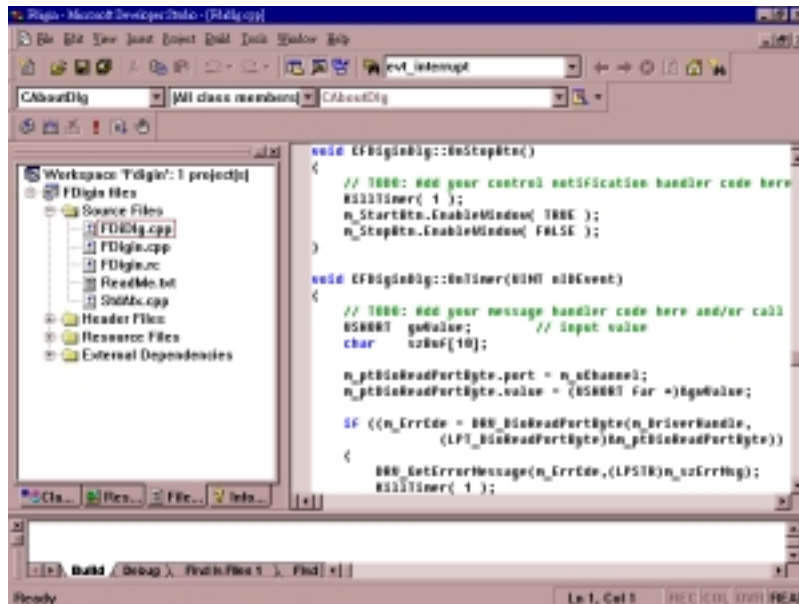 FDigin - Microsoft Developer Studio - [FDiDlg.cpp]
File Edit View Insert Project Build Tools Window Help
evt_interrupt
CAboutDlg [All class members] CAboutDlg
Workspace 'Fdigin': 1 project(s)
FDigin files
Source Files
FDiDlg.cpp
FDigIn.cpp
FDigIn.rc
ReadMe.txt
StdAfx.cpp
Header Files
Resource Files
External Dependencies
Cla... Res... File... Info...
void CFDiginDlg::OnStopBtn()
{
// TODO: Add your control notification handler code here
KillTimer( 1 );
m_StartBtn.EnableWindow( TRUE );
m_StopBtn.EnableWindow( FALSE );
}
void CFDiginDlg::OnTimer(UINT nIDEvent)
{
// TODO: Add your message handler code here and/or call
USHORT gwValue; // input value
char szBuf[10];
m_ptDioReadPortByte.port = m_uChannel;
m_ptDioReadPortByte.value = (USHORT far *)&gwValue;
if ((m_ErrCde = DRV_DioReadPortByte(m_DriverHandle,
(LPT_DioReadPortByte)&m_ptDioReadPortByte))
{
DRV_GetErrorMessage(m_ErrCde,(LPSTR)m_szErrMsg);
KillTimer( 1 );
Build Debug Find in Files 1 Find
Ready Ln 1, Col 1 REC COL OVR REA